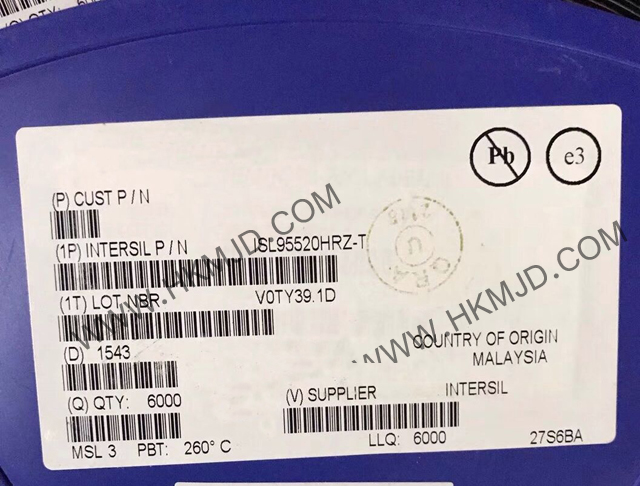 QTY:
Pb
e3
(P) CUST P / N
(1P) INTERSIL P / N ISL95520HRZ-T
(1T) LOT NBR V0TY39.1D
(D) 1543
(Q) QTY: 6000
MSL 3 PBT: 260° C
U
COUNTRY OF ORIGIN
MALAYSIA
(V) SUPPLIER INTERSIL
LLQ: 6000
27S6BA
WWW.HKMJD.COM
WWW.HKMJD.COM